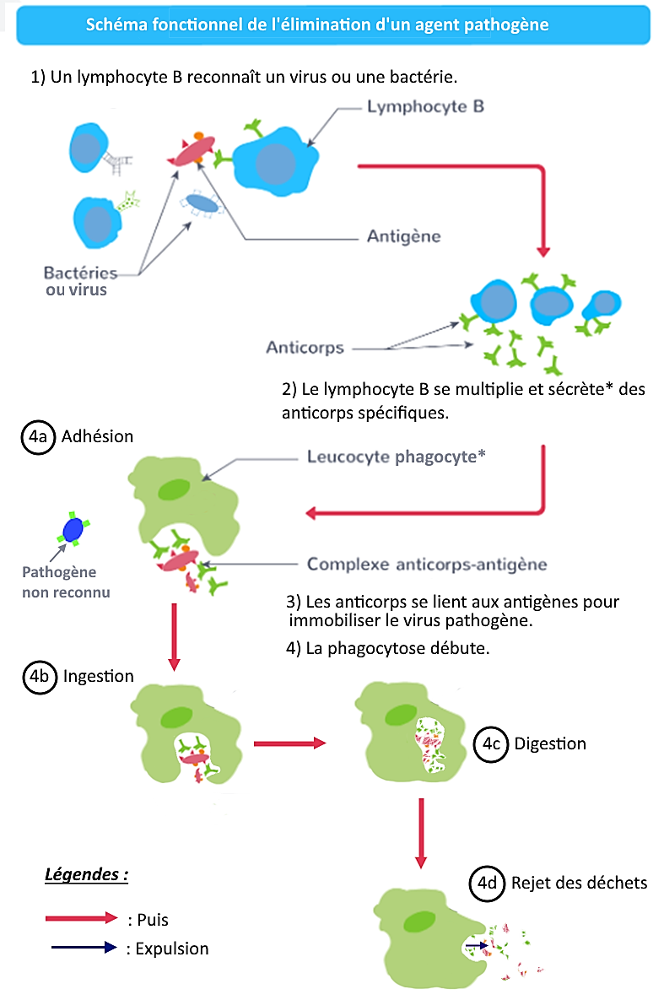 Schéma fonctionnel de l'élimination d'un agent pathogène
1) Un lymphocyte B reconnaît un virus ou une bactérie.
Lymphocyte B
Antigène
Bactéries
ou virus
Anticorps
2) Le lymphocyte B se multiplie et sécrète* des
anticorps spécifiques.
4a Adhésion
Leucocyte phagocyte*
Pathogène
non reconnu
Complexe anticorps-antigène
3) Les anticorps se lient aux antigènes pour
immobiliser le virus pathogène.
4) La phagocytose débute.
4b Ingestion
4c Digestion
4d Rejet des déchets
Légendes :
: Puis
: Expulsion